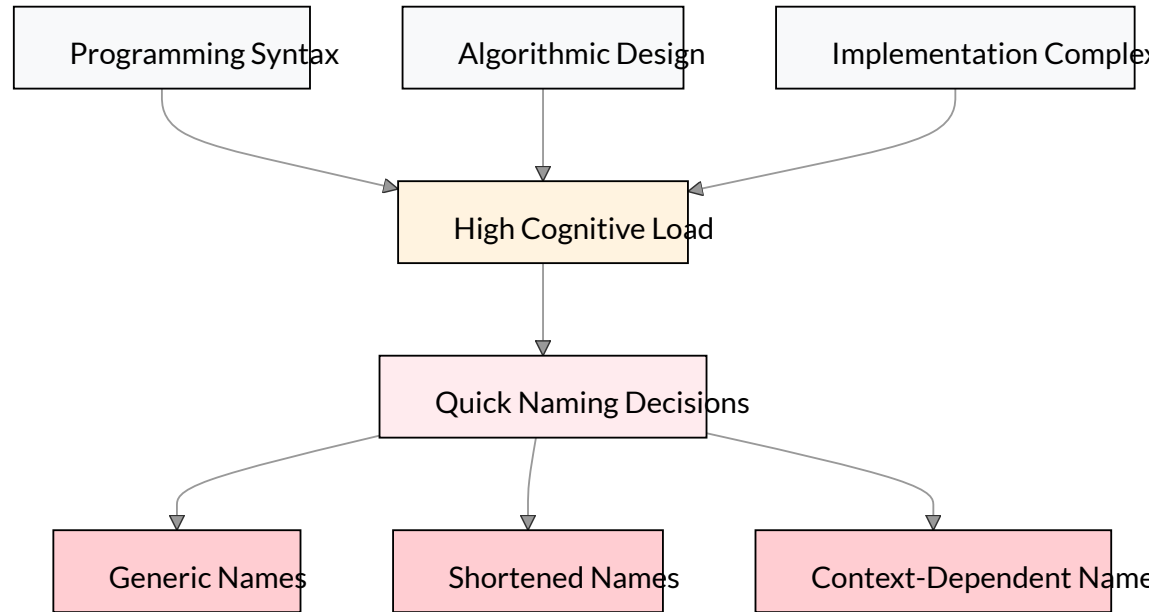 Programming Syntax
Algorithmic Design
Implementation Complex
High Cognitive Load
Quick Naming Decisions
Generic Names
Shortened Names
Context-Dependent Name